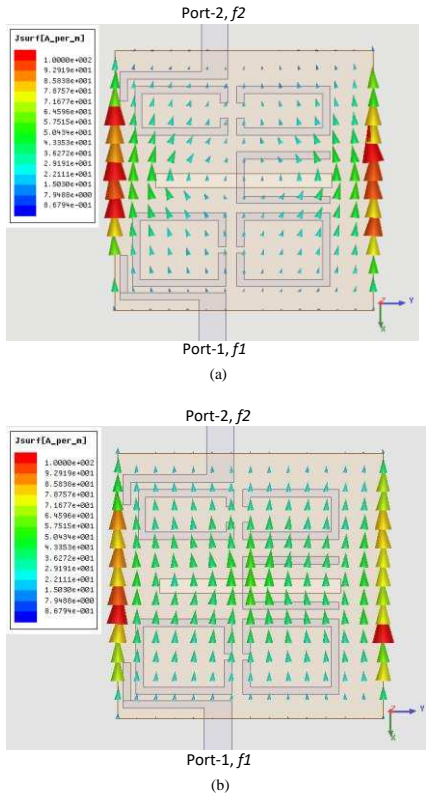 Port-2, f2
Jsurf[A_per_m]
1.0000e+002
9.2919e+001
8.5838e+001
7.8757e+001
7.1677e+001
6.4596e+001
5.7515e+001
5.0434e+001
4.3353e+001
3.6272e+001
2.9191e+001
2.2111e+001
1.5030e+001
7.9488e+000
8.6794e-001
Z
Y
X
Port-1, f1
(a)
Port-2, f2
Jsurf[A_per_m]
1.0000e+002
9.2919e+001
8.5838e+001
7.8757e+001
7.1677e+001
6.4596e+001
5.7515e+001
5.0434e+001
4.3353e+001
3.6272e+001
2.9191e+001
2.2111e+001
1.5030e+001
7.9488e+000
8.6794e-001
Z
Y
X
Port-1, f1
(b)